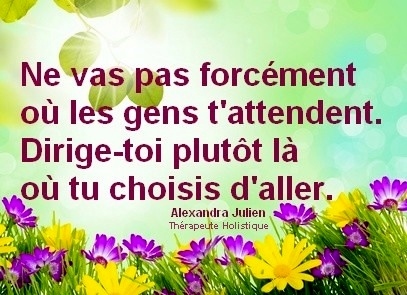 Ne vas pas forcément
où les gens t'attendent.
Dirige-toi plutôt là
où tu choisis d'aller.
Alexandra Julien
Thérapeute Holistique